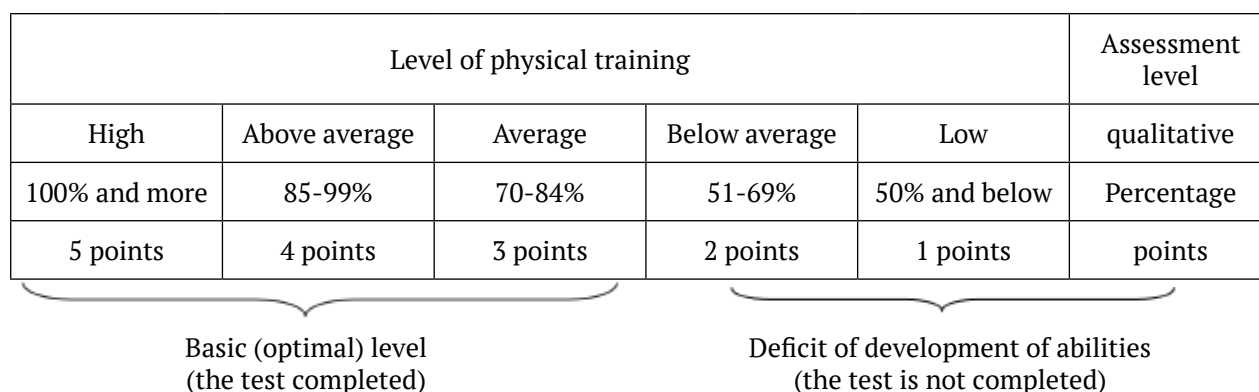 Level of physical training
Assessment
level
High Above average Average Below average Low qualitative
100% and more 85-99% 70-84% 51-69% 50% and below Percentage
5 points 4 points 3 points 2 points 1 points points
Basic (optimal) level
(the test completed)
Deficit of development of abilities
(the test is not completed)